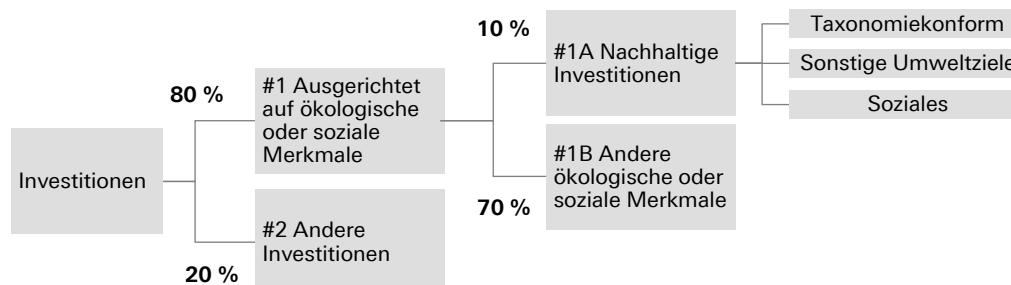 Investitionen
80 %
#1 Ausgerichtet
auf ökologische
oder soziale
Merkmale
20 %
#2 Andere
Investitionen
10 %
#1A Nachhaltige
Investitionen
70 %
#1B Andere
ökologische oder
soziale Merkmale
Taxonomiekonform
Sonstige Umweltziele
Soziales